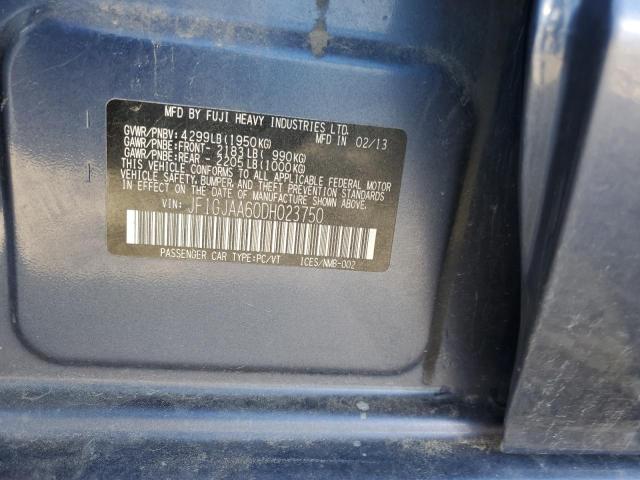 MFD BY FUJI HEAVY INDUSTRIES LTD.
GVWR/PNBV: 4299LB(1950KG) MFD IN 02/13
GAWR/PNBE:FRONT- 2183LB( 990KG)
GAWR/PNBE:REAR - 2205LB(1000KG)
THIS VEHICLE CONFORMS TO ALL APPLICABLE FEDERAL MOTOR
VEHICLE SAFETY, BUMPER, AND THEFT PREVENTION STANDARDS
IN EFFECT ON THE DATE OF MANUFACTURE SHOWN ABOVE.
VIN: JF1GJAA60DH023750
PASSENGER CAR TYPE:PC/VT ICES/NMB-002